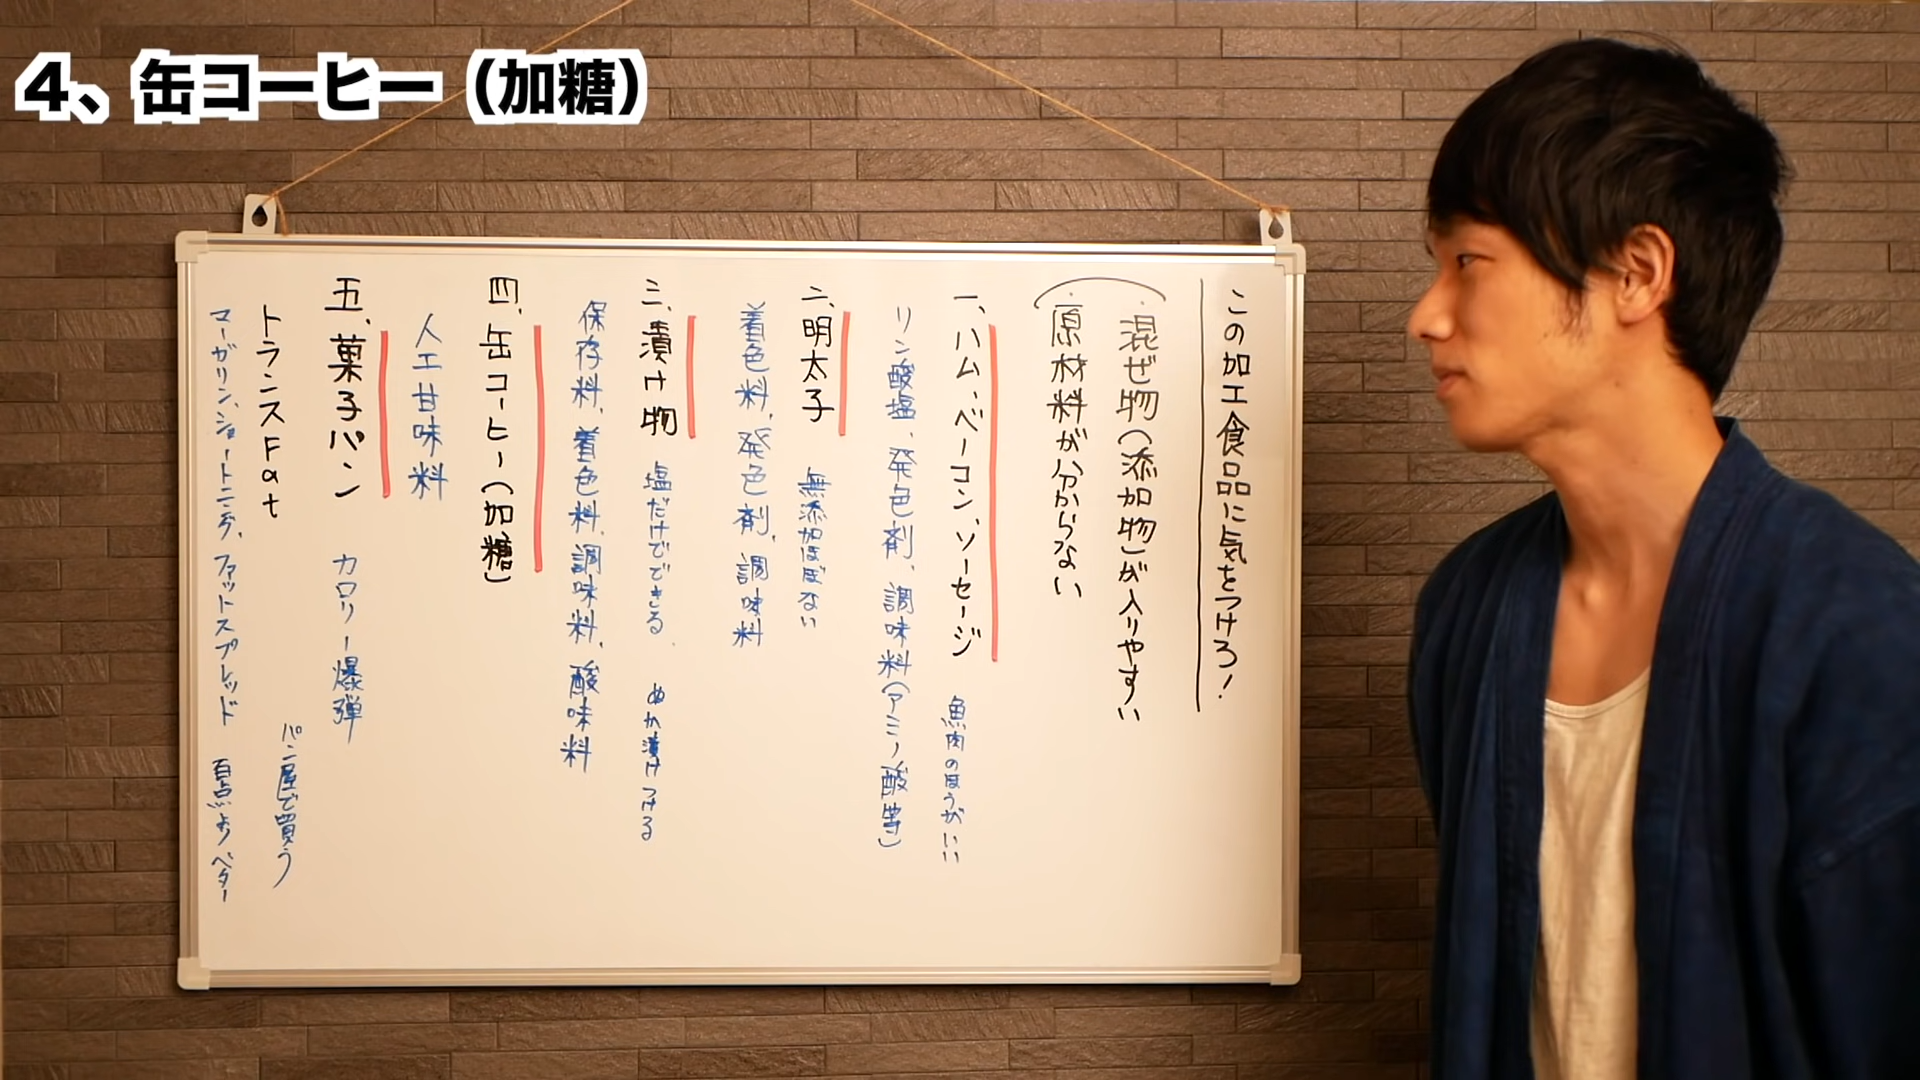 4、缶コーヒー（加糖）
この加工食品に気をつけろ！
混ぜ物（添加物）が入りやすい
原材料が分からない
一、ハム、ベーコン、ソーセージ 魚肉のほうがいい
リン酸塩、発色剤、調味料（アミノ酸等）
二、明太子 無添加ほぼない
着色料、発色剤、調味料
三、漬け物 塩だけでできる ぬか漬けつける
保存料、着色料、調味料、酸味料
四、缶コーヒー（加糖）
人工甘味料
五、菓子パン カロリー爆弾
トランスFat パン屋で買う
マーガリン、ショートニング、ファットスプレッド 百点よりベター